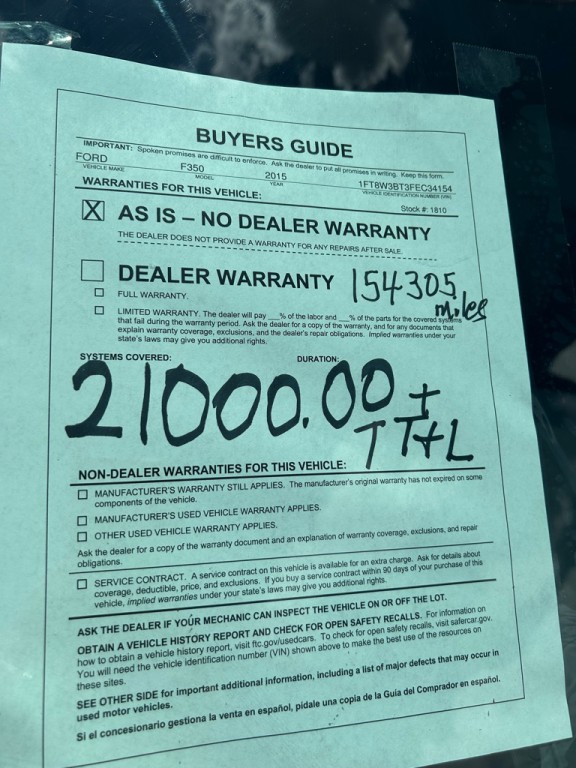 BUYERS GUIDE
IMPORTANT: Spoken promises are difficult to enforce. Ask the dealer to put all promises in writing. Keep this form.
FORD F350 2015 1FT8W3BT3FEC34154
VEHICLE MAKE MODEL YEAR VEHICLE IDENTIFICATION NUMBER (VIN)
WARRANTIES FOR THIS VEHICLE: Stock #: 1810
X AS IS – NO DEALER WARRANTY
THE DEALER DOES NOT PROVIDE A WARRANTY FOR ANY REPAIRS AFTER SALE.
DEALER WARRANTY 154305
miles
FULL WARRANTY.
LIMITED WARRANTY. The dealer will pay ___% of the labor and ___% of the parts for the covered systems
that fail during the warranty period. Ask the dealer for a copy of the warranty, and for any documents that
explain warranty coverage, exclusions, and the dealer's repair obligations. Implied warranties under your
state's laws may give you additional rights.
SYSTEMS COVERED: DURATION:
21000.00 +
TT+L
NON-DEALER WARRANTIES FOR THIS VEHICLE:
MANUFACTURER'S WARRANTY STILL APPLIES. The manufacturer's original warranty has not expired on some
components of the vehicle.
MANUFACTURER'S USED VEHICLE WARRANTY APPLIES.
OTHER USED VEHICLE WARRANTY APPLIES.
Ask the dealer for a copy of the warranty document and an explanation of warranty coverage, exclusions, and repair
obligations.
SERVICE CONTRACT. A service contract on this vehicle is available for an extra charge. Ask for details about
coverage, deductible, price, and exclusions. If you buy a service contract within 90 days of your purchase of this
vehicle, implied warranties under your state's laws may give you additional rights.
ASK THE DEALER IF YOUR MECHANIC CAN INSPECT THE VEHICLE ON OR OFF THE LOT.
OBTAIN A VEHICLE HISTORY REPORT AND CHECK FOR OPEN SAFETY RECALLS. For information on
how to obtain a vehicle history report, visit ftc.gov/usedcars. To check for open safety recalls, visit safercar.gov.
You will need the vehicle identification number (VIN) shown above to make the best use of the resources on
these sites.
SEE OTHER SIDE for important additional information, including a list of major defects that may occur in
used motor vehicles.
Si el concesionario gestiona la venta en español, pídale una copia de la Guía del Comprador en español.